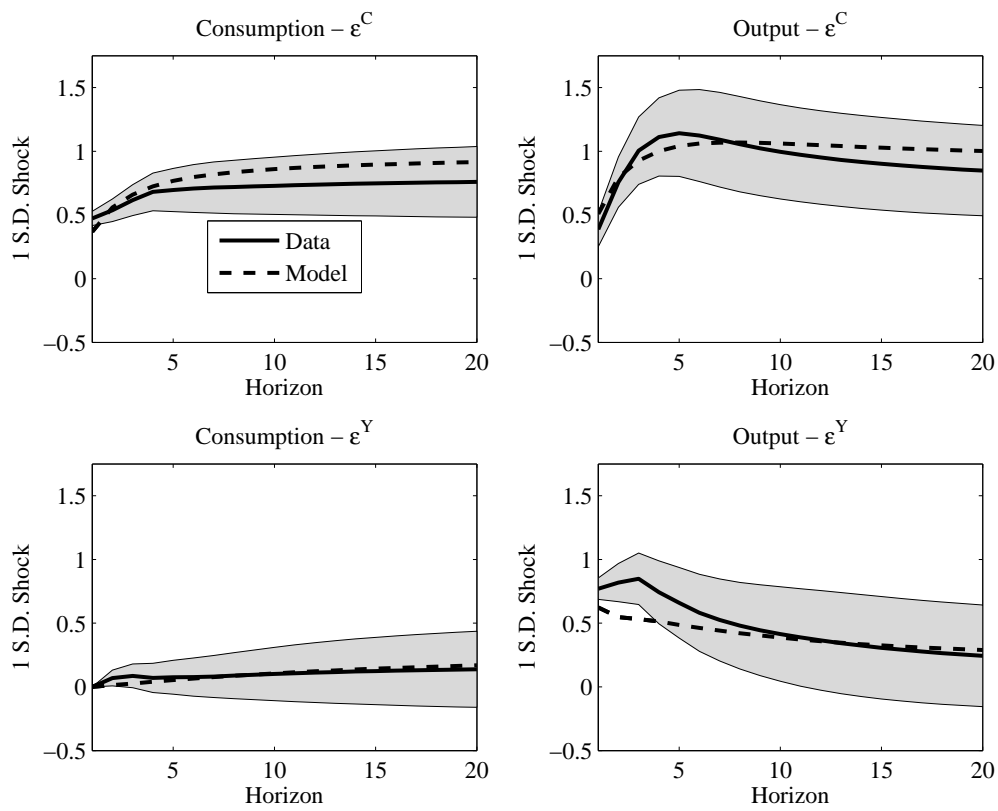 Consumption – ε^C
1.5
1
0.5
0
−0.5
1 S.D. Shock
5 10 15 20
Horizon
Data
Model
Output – ε^C
1.5
1
0.5
0
−0.5
1 S.D. Shock
5 10 15 20
Horizon
Consumption – ε^Y
1.5
1
0.5
0
−0.5
1 S.D. Shock
5 10 15 20
Horizon
Output – ε^Y
1.5
1
0.5
0
−0.5
1 S.D. Shock
5 10 15 20
Horizon